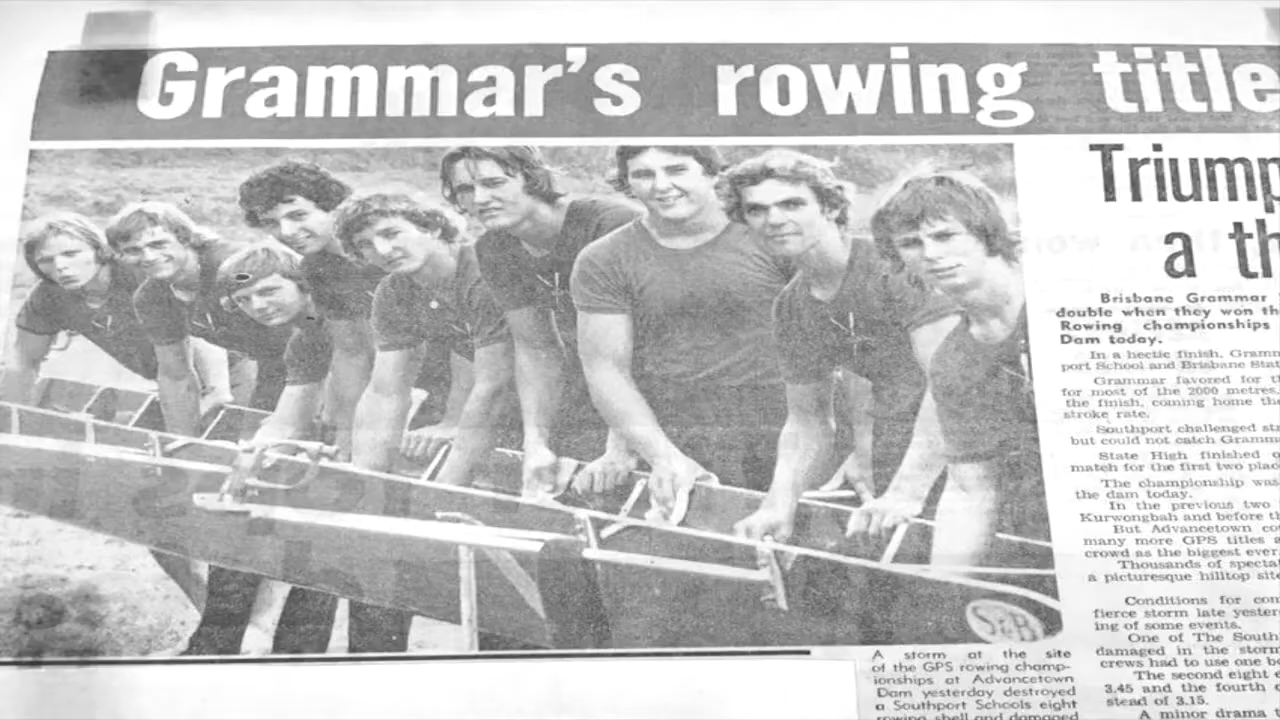 Grammar's rowing title
Triump
a th
Brisbane Grammar
double when they won th
Rowing championships
Dam today.
In a hectic finish, Gramm
port School and Brisbane Stat
Grammar favored for t
for most of the 2000 metres,
the finish, coming home the
stroke rate.
Southport challenged sta
but could not catch Gramma
State High finished o
match for the first two plac
The championship was
the dam today.
In the previous two
Kurwongbah and before th
But Advancetown co
many more GPS titles a
crowd as the biggest ever.
Thousands of spectat
a picturesque hilltop site
Conditions for com
fierce storm late yester
ing of some events.
One of The South
damaged in the storm
crews had to use one bo
The second eight e
3.45 and the fourth e
stead of 3.15.
A minor drama t
S&B
A storm at the site
of the GPS rowing champ-
ionships at Advancetown
Dam yesterday destroyed
a Southport Schools eight
rowing shell and damaged